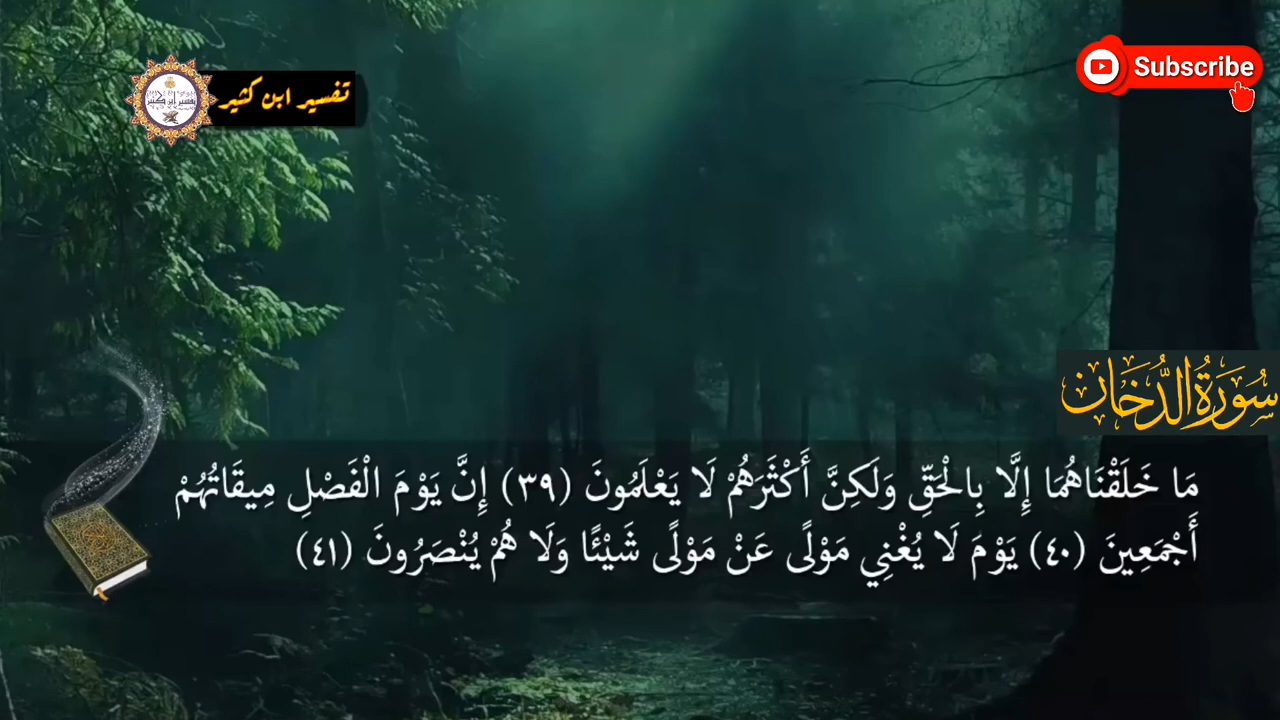 تفسير ابن كثير
Subscribe
سُورَةُ الدُّخَان
مَا خَلَقْنَاهُمَا إِلَّا بِالْحَقِّ وَلَكِنَّ أَكْثَرَهُمْ لَا يَعْلَمُونَ (٣٩) إِنَّ يَوْمَ الْفَصْلِ مِيقَاتُهُمْ
أَجْمَعِينَ (٤٠) يَوْمَ لَا يُغْنِي مَوْلًى عَنْ مَوْلًى شَيْئًا وَلَا هُمْ يُنْصَرُونَ (٤١)